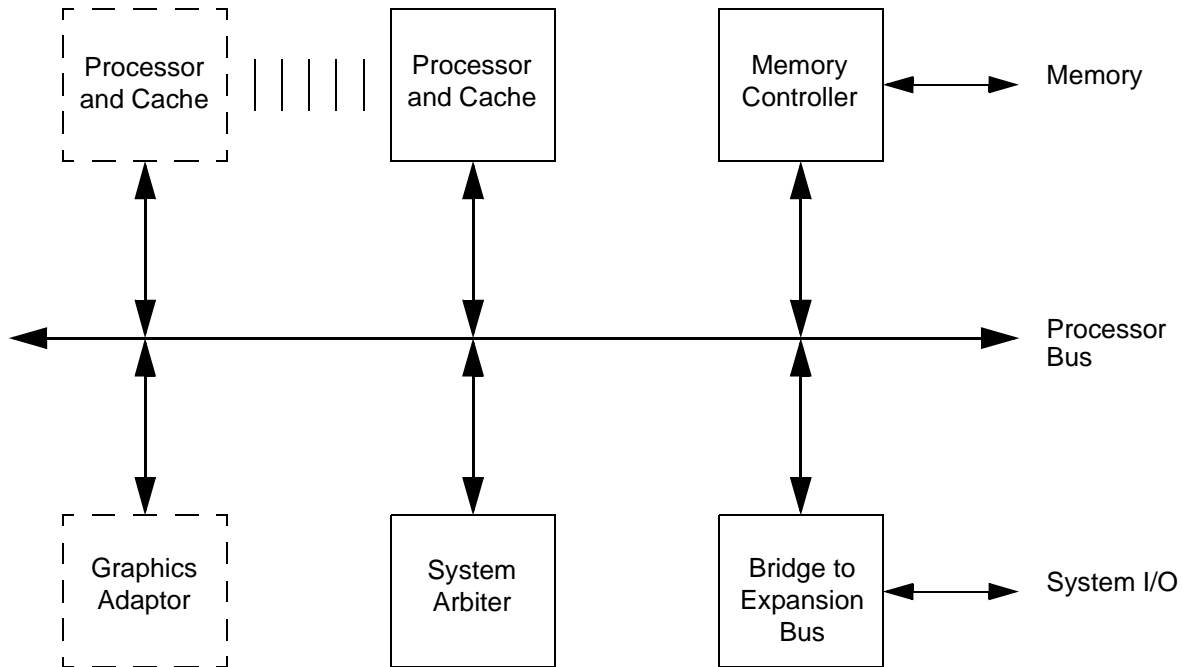 Processor
and Cache
Processor
and Cache
Memory
Controller
Memory
Processor
Bus
Graphics
Adaptor
System
Arbiter
Bridge to
Expansion
Bus
System I/O